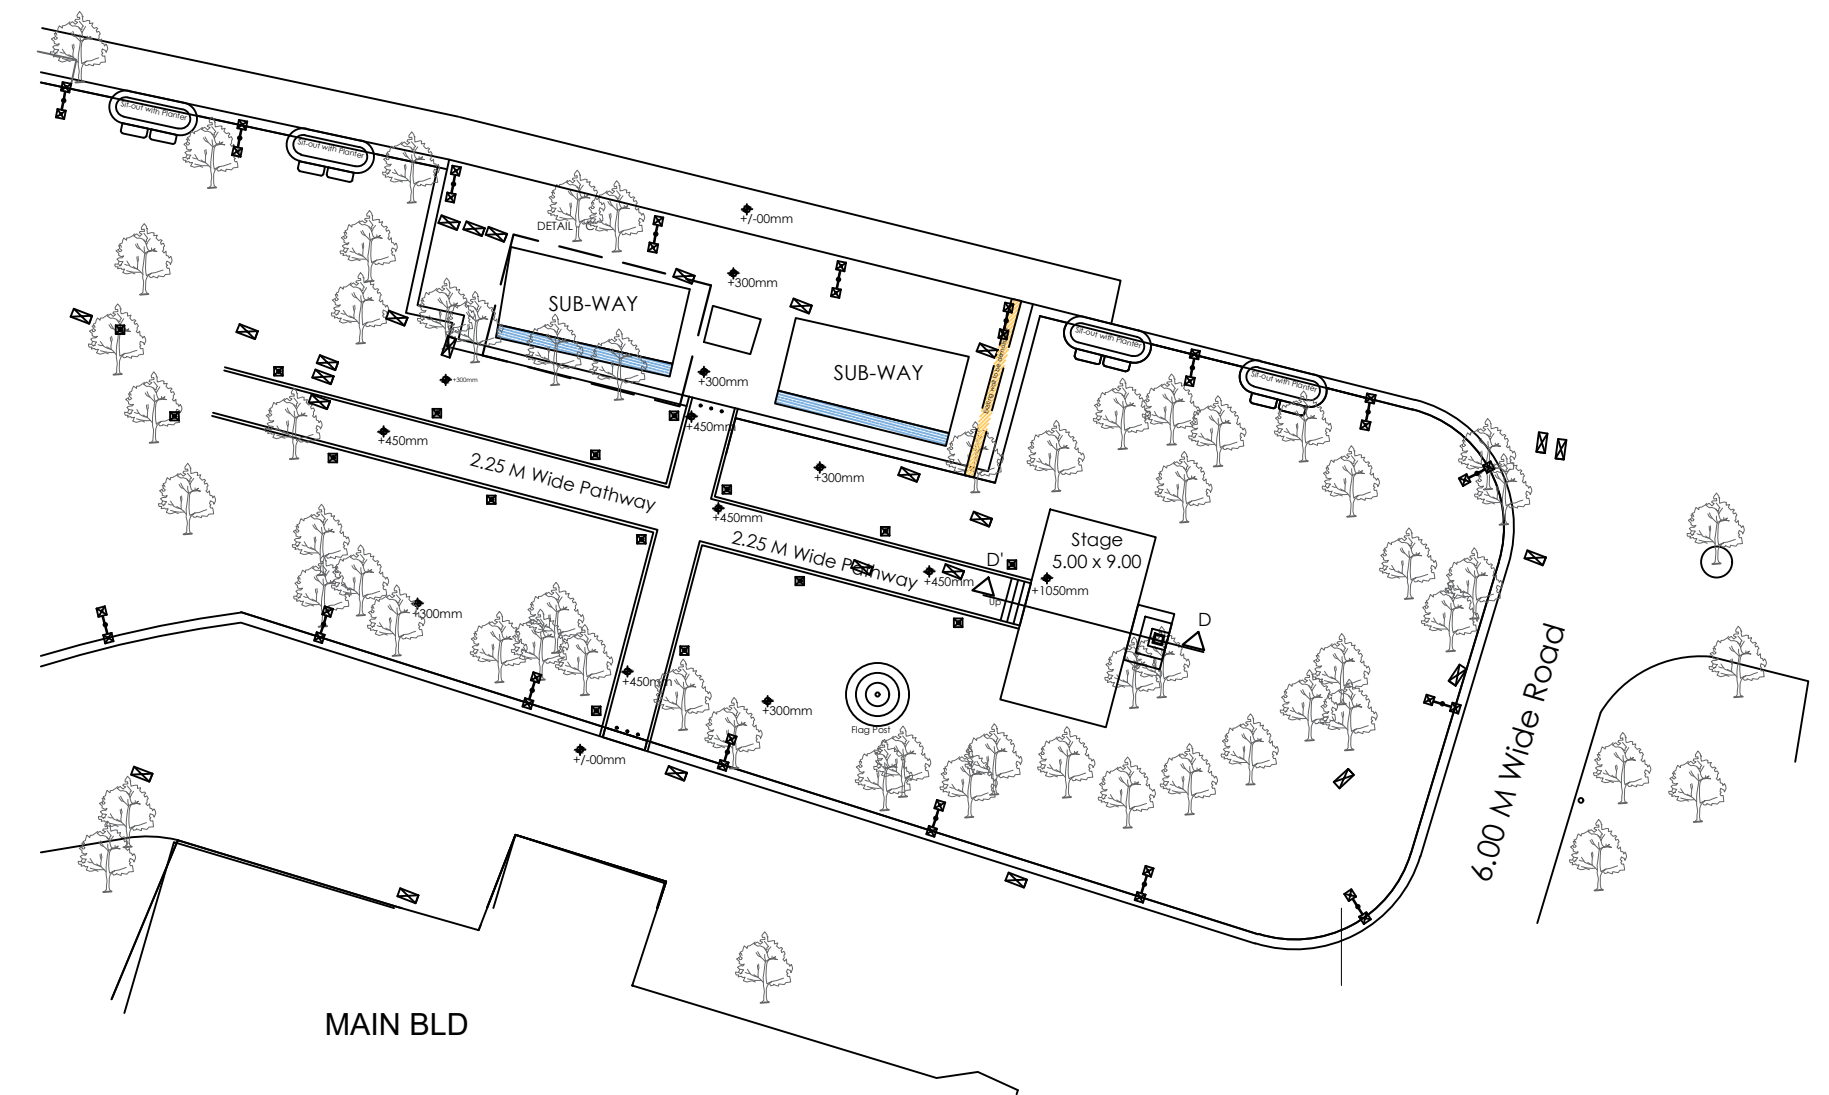 Sit-out with Planter
Sit-out with Planter
+/-00mm
DETAIL
+300mm
SUB-WAY
SUB-WAY
Sit-out with Planter
Sit-out with Planter
+300mm
+300mm
+450mm
+450mm
2.25 M Wide Pathway
+300mm
+450mm
2.25 M Wide Pathway
Stage
5.00 x 9.00
D'
+450mm
+1050mm
up
+300mm
D
+450mm
+300mm
Flag Post
+/-00mm
6.00 M Wide Road
MAIN BLD